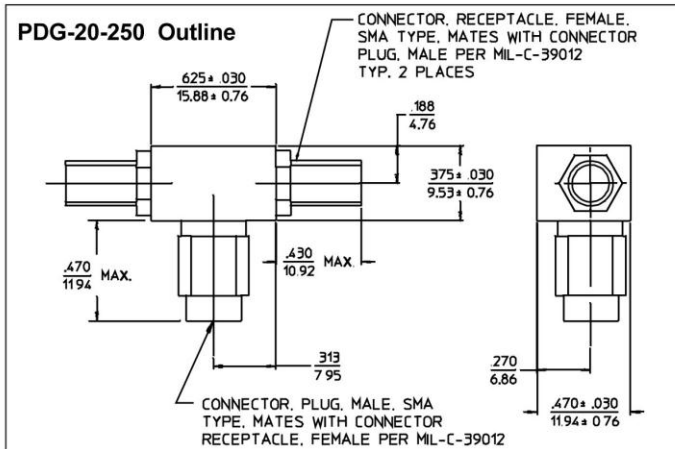 PDG-20-250 Outline
CONNECTOR, RECEPTACLE, FEMALE,
SMA TYPE, MATES WITH CONNECTOR
PLUG, MALE PER MIL-C-39012
TYP. 2 PLACES
.625± .030
15.88± 0.76
.188
4.76
.375± .030
9.53± 0.76
.470
11.94 MAX.
.430
10.92 MAX.
.313
7.95
.270
6.86
.470± .030
11.94± 0.76
CONNECTOR, PLUG, MALE, SMA
TYPE, MATES WITH CONNECTOR
RECEPTACLE, FEMALE PER MIL-C-39012